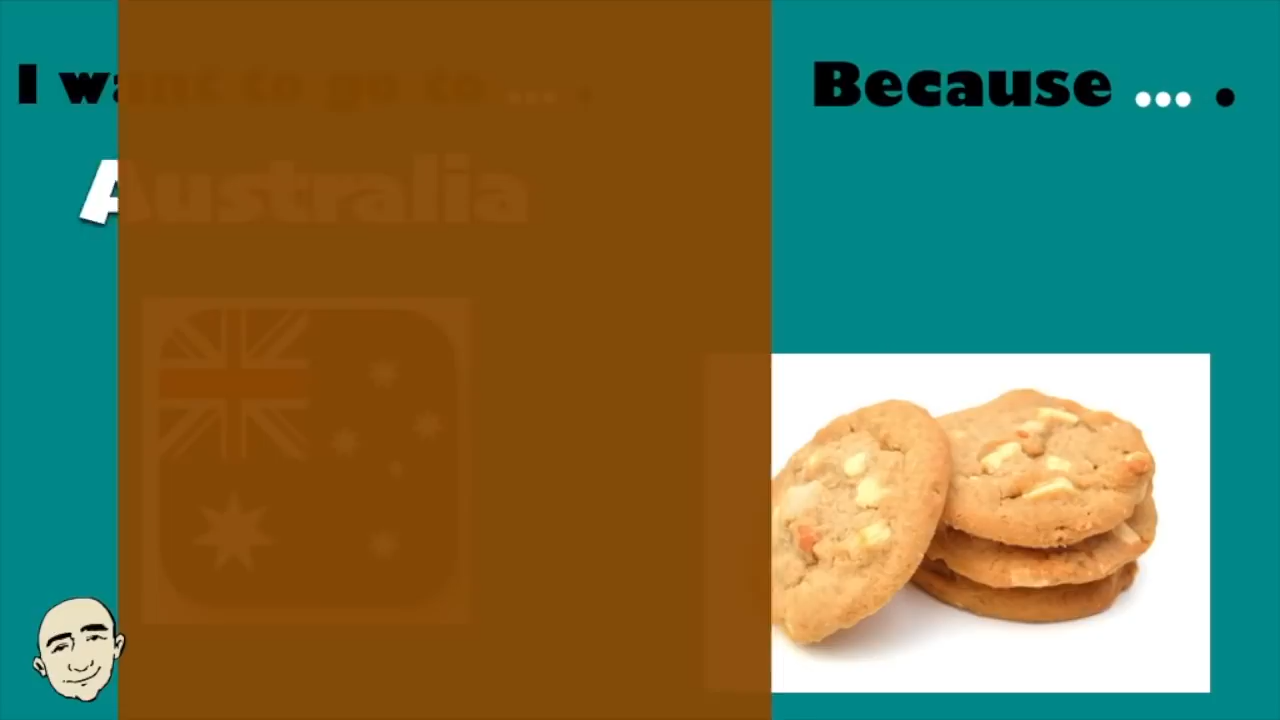 I want to go to ... .
Because ... .
Australia